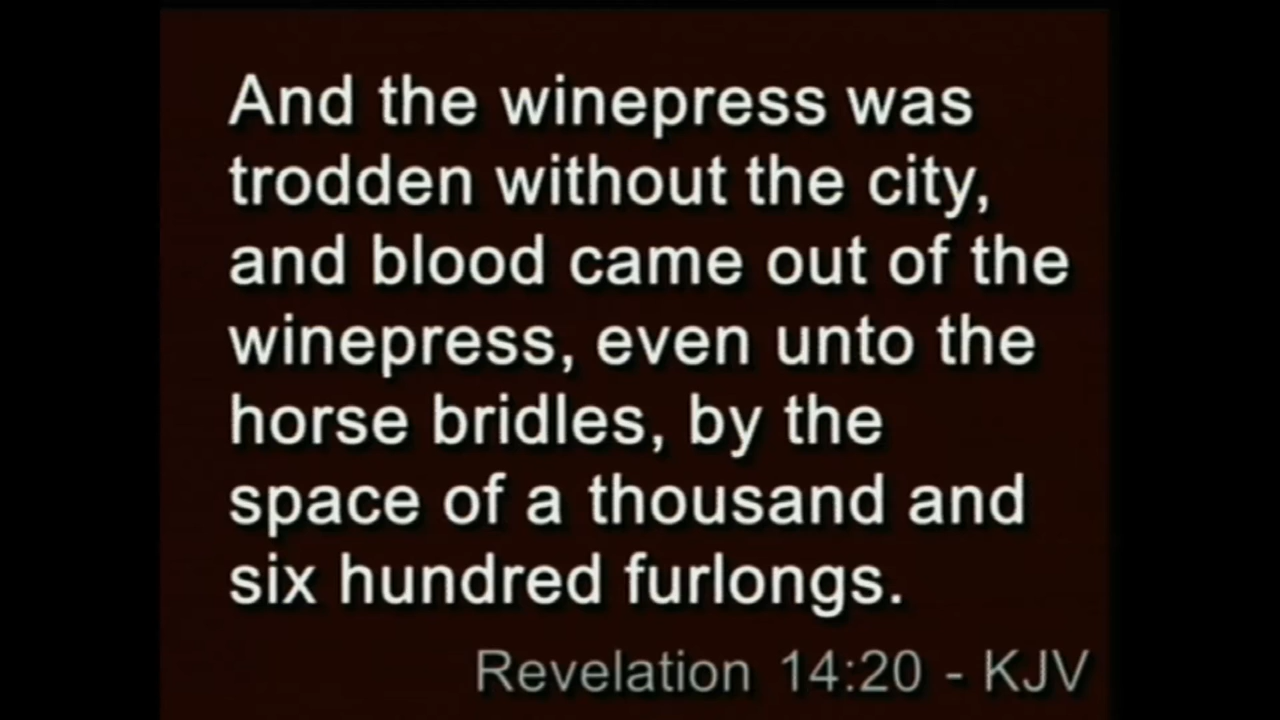 And the winepress was
trodden without the city,
and blood came out of the
winepress, even unto the
horse bridles, by the
space of a thousand and
six hundred furlongs.
Revelation 14:20 - KJV